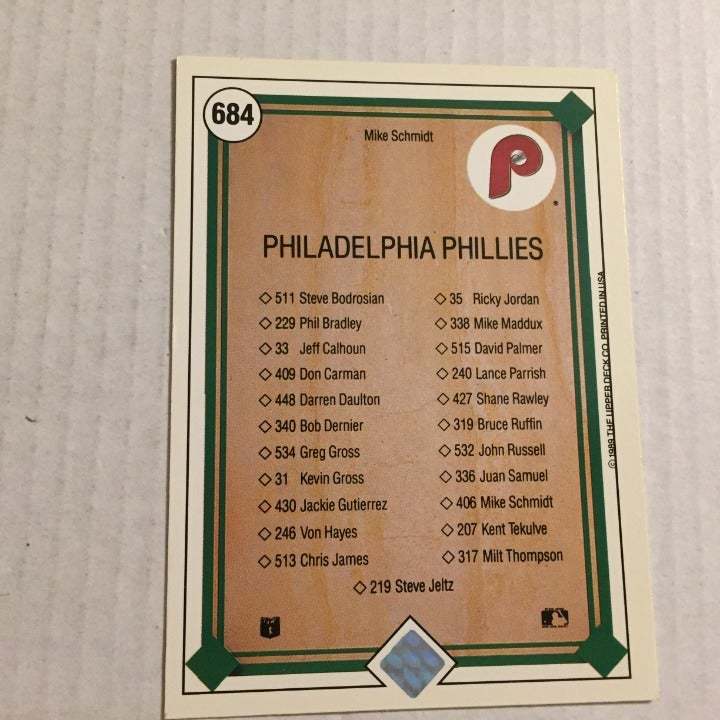 684
Mike Schmidt
P
PHILADELPHIA PHILLIES
◇ 511 Steve Bodrosian
◇ 229 Phil Bradley
◇ 33 Jeff Calhoun
◇ 409 Don Carman
◇ 448 Darren Daulton
◇ 340 Bob Dernier
◇ 534 Greg Gross
◇ 31 Kevin Gross
◇ 430 Jackie Gutierrez
◇ 246 Von Hayes
◇ 513 Chris James
◇ 35 Ricky Jordan
◇ 338 Mike Maddux
◇ 515 David Palmer
◇ 240 Lance Parrish
◇ 427 Shane Rawley
◇ 319 Bruce Ruffin
◇ 532 John Russell
◇ 336 Juan Samuel
◇ 406 Mike Schmidt
◇ 207 Kent Tekulve
◇ 317 Milt Thompson
◇ 219 Steve Jeltz
© 1989 THE UPPER DECK CO. PRINTED IN USA